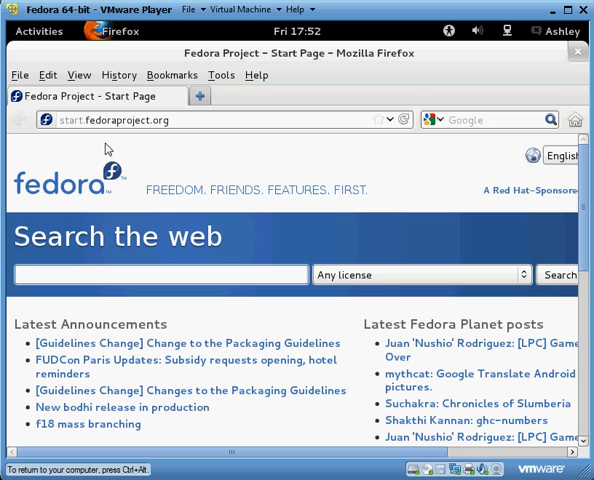 Fedora 64-bit - VMware Player File Virtual Machine Help
Activities Firefox Fri 17:52 Ashley
Fedora Project - Start Page - Mozilla Firefox
File Edit View History Bookmarks Tools Help
Fedora Project - Start Page
start.fedoraproject.org Google
English
fedora™ FREEDOM. FRIENDS. FEATURES. FIRST. A Red Hat-Sponsore
Search the web
Any license Search
Latest Announcements
[Guidelines Change] Change to the Packaging Guidelines
FUDCon Paris Updates: Subsidy requests opening, hotel
reminders
[Guidelines Change] Changes to the Packaging Guidelines
New bodhi release in production
f18 mass branching
Latest Fedora Planet posts
Juan 'Nushio' Rodriguez: [LPC] Game
Over
mythcat: Google Translate Android
pictures.
Suchakra: Chronicles of Slumberia
Shakthi Kannan: ghc-numbers
Juan 'Nushio' Rodriguez: [LPC] Game
To return to your computer, press Ctrl+Alt.
vmware